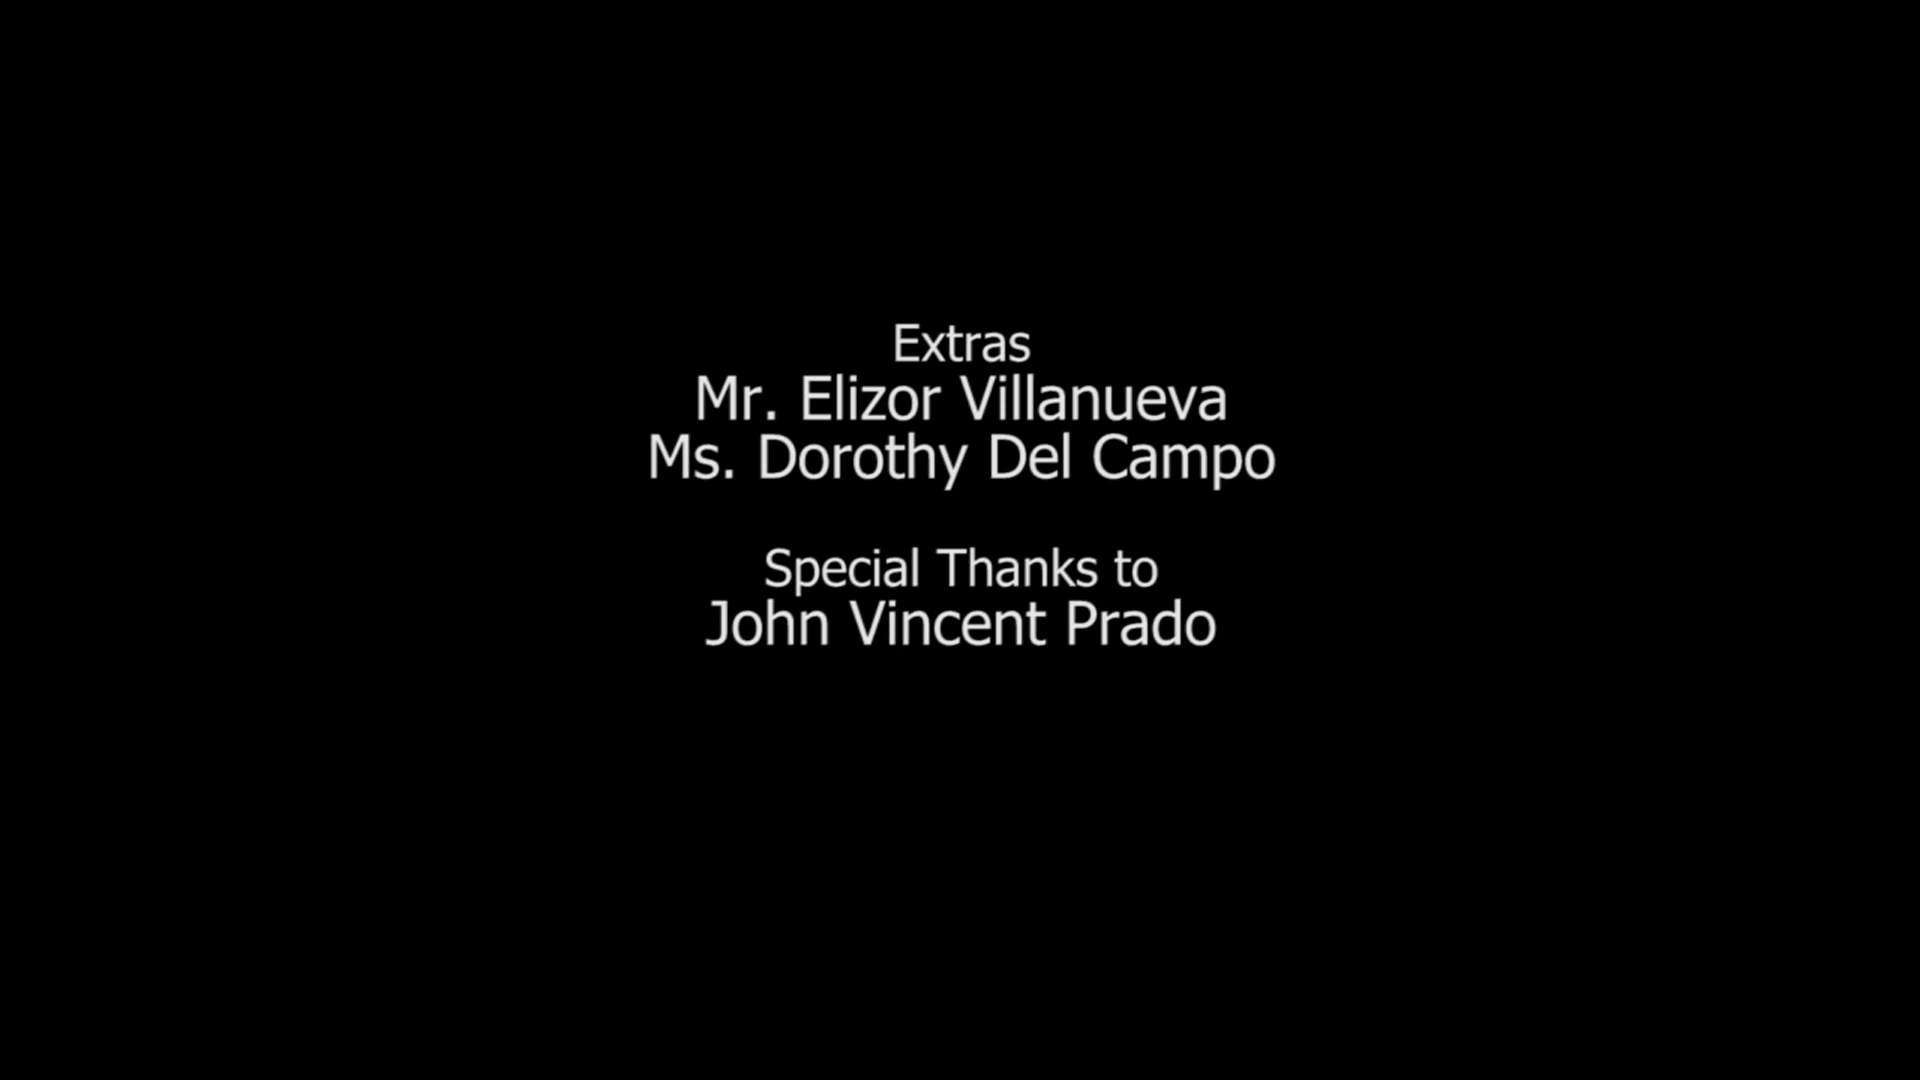 Extras
Mr. Elizor Villanueva
Ms. Dorothy Del Campo
Special Thanks to
John Vincent Prado